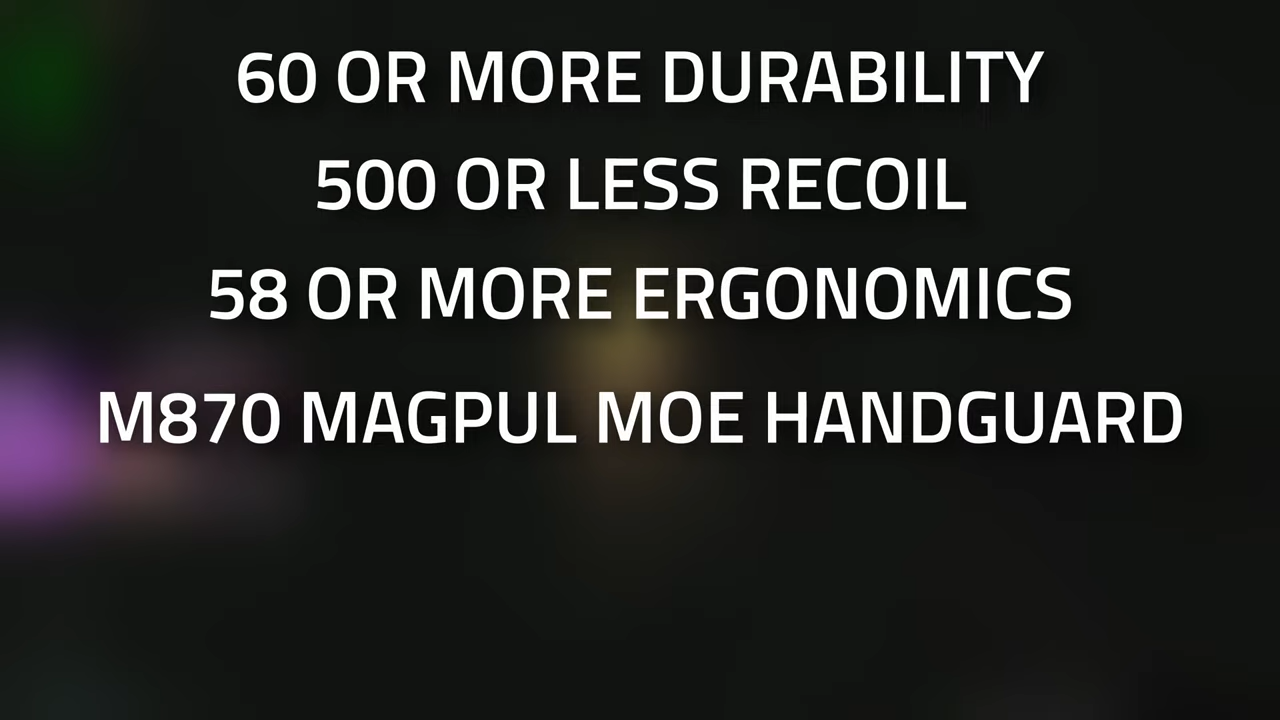 60 OR MORE DURABILITY
500 OR LESS RECOIL
58 OR MORE ERGONOMICS
M870 MAGPUL MOE HANDGUARD